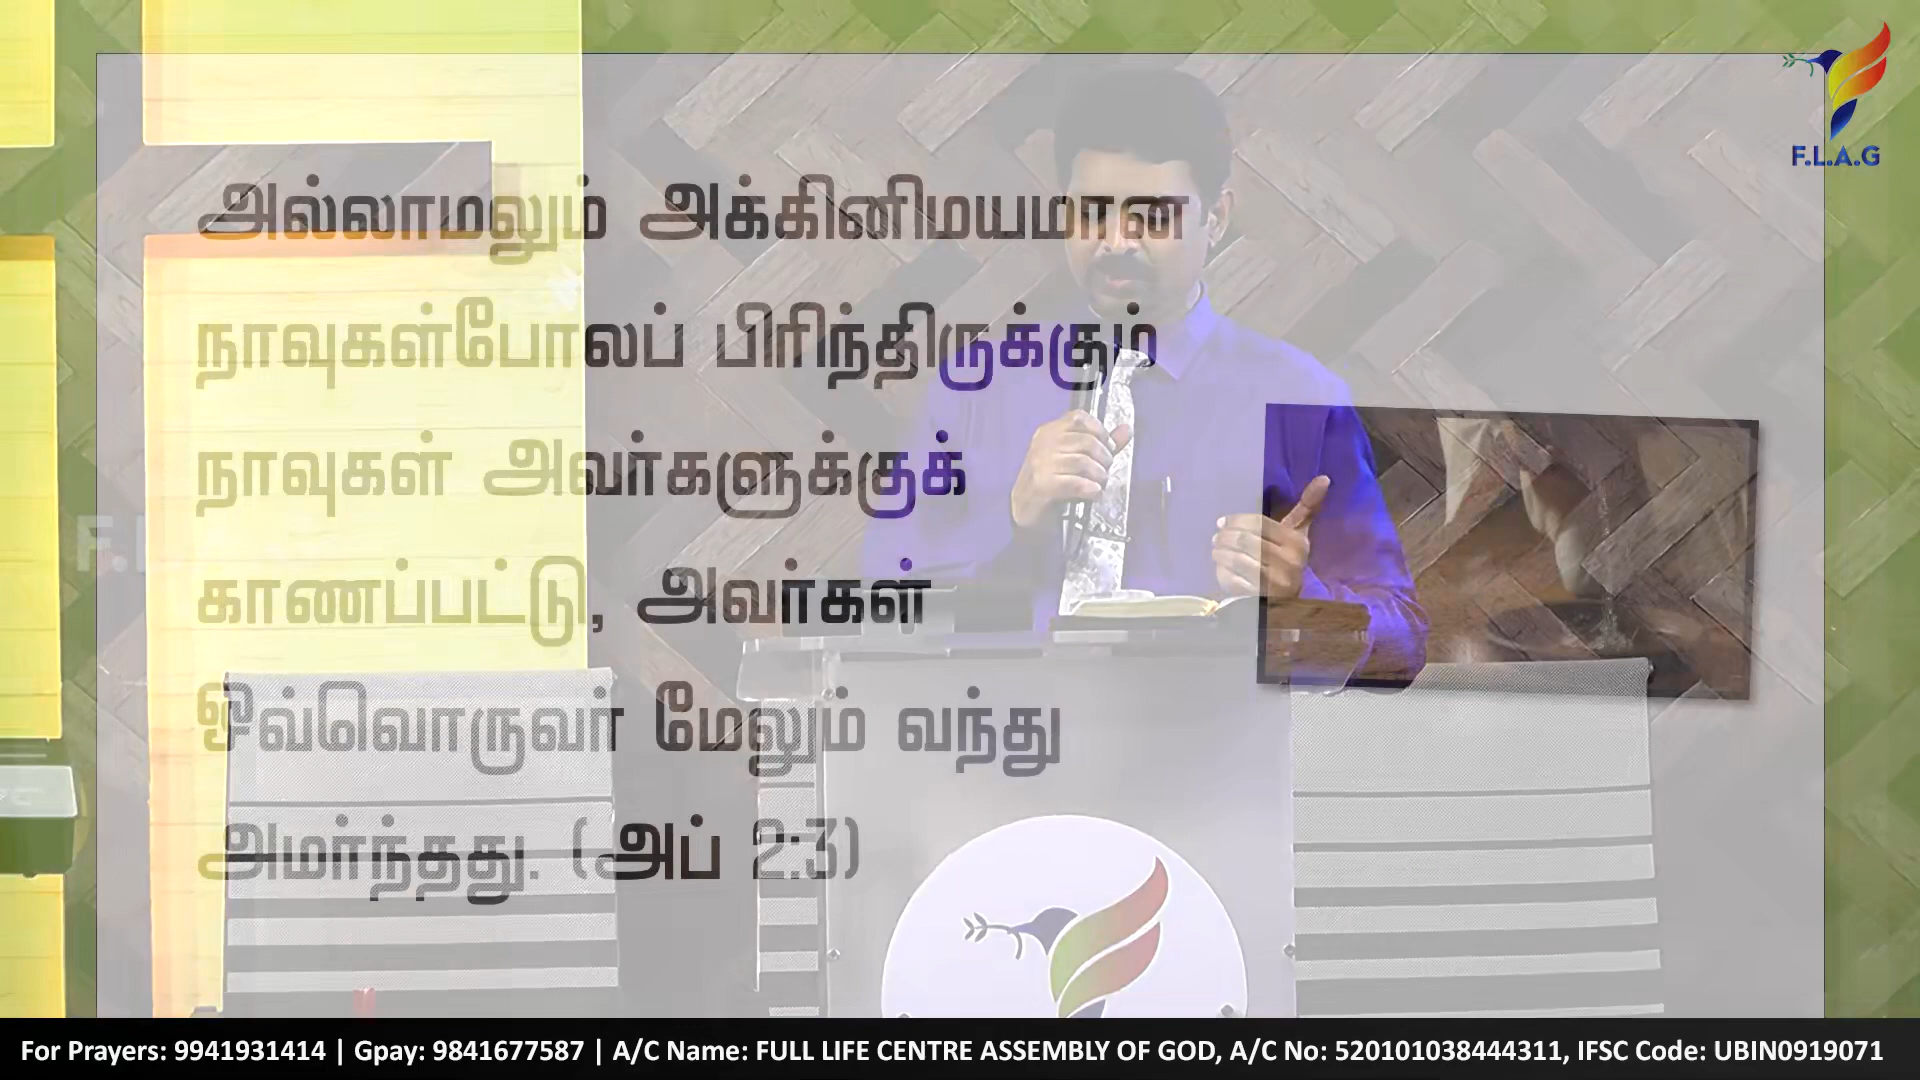 F.L.A.G
அல்லாமலும் அக்கினிமயமான
நாவுகள்போலப் பிரிந்திருக்கும்
நாவுகள் அவர்களுக்குக்
காணப்பட்டு, அவர்கள்
ஒவ்வொருவர் மேலும் வந்து
அமர்ந்தது. (அப் 2:3)
For Prayers: 9941931414 | Gpay: 9841677587 | A/C Name: FULL LIFE CENTRE ASSEMBLY OF GOD, A/C No: 520101038444311, IFSC Code: UBIN0919071